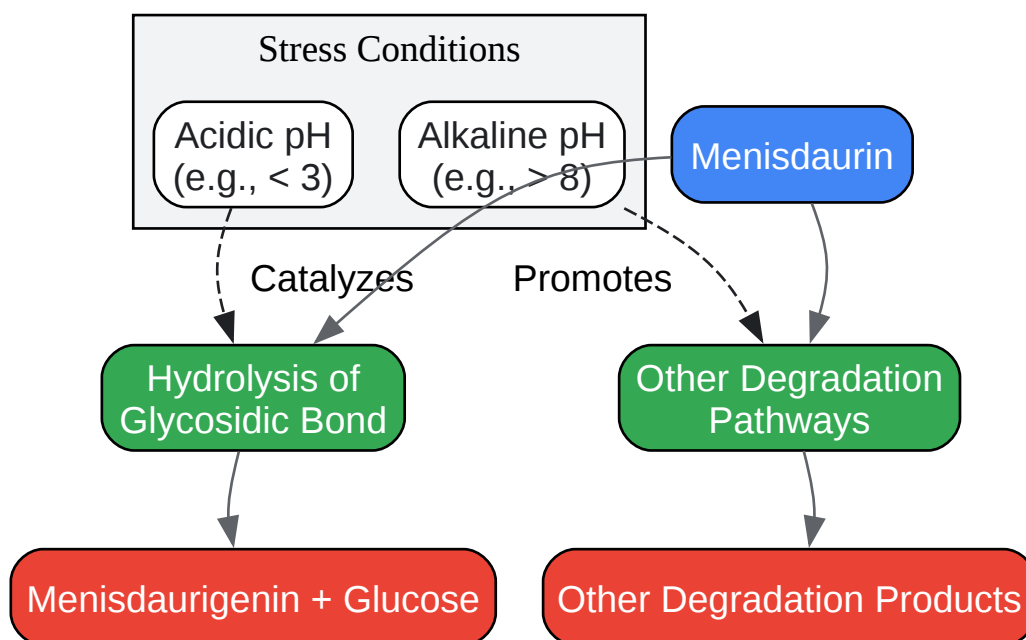 Stress Conditions
Acidic pH
(e.g., < 3)
Alkaline pH
(e.g., > 8)
Menisdaurin
Catalyzes
Promotes
Hydrolysis of
Glycosidic Bond
Other Degradation
Pathways
Menisdaurigenin + Glucose
Other Degradation Products